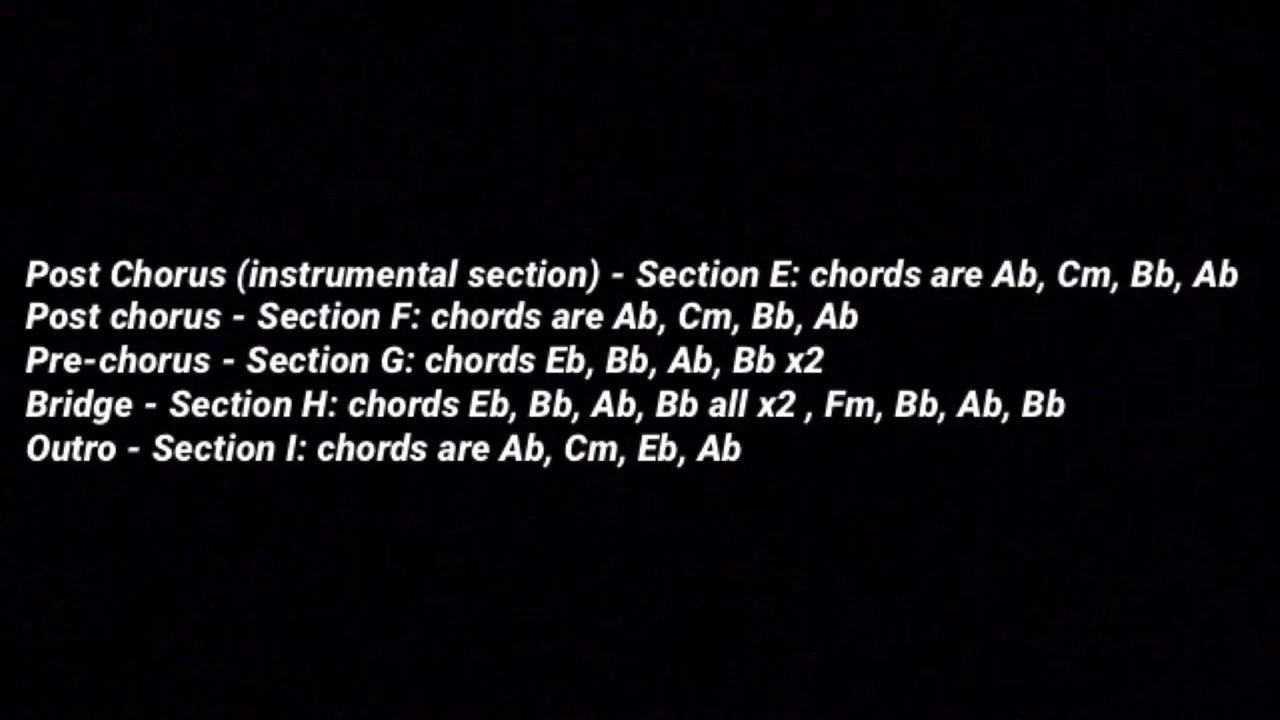 Post Chorus (instrumental section) - Section E: chords are Ab, Cm, Bb, Ab
Post chorus - Section F: chords are Ab, Cm, Bb, Ab
Pre-chorus - Section G: chords Eb, Bb, Ab, Bb x2
Bridge - Section H: chords Eb, Bb, Ab, Bb all x2 , Fm, Bb, Ab, Bb
Outro - Section I: chords are Ab, Cm, Eb, Ab